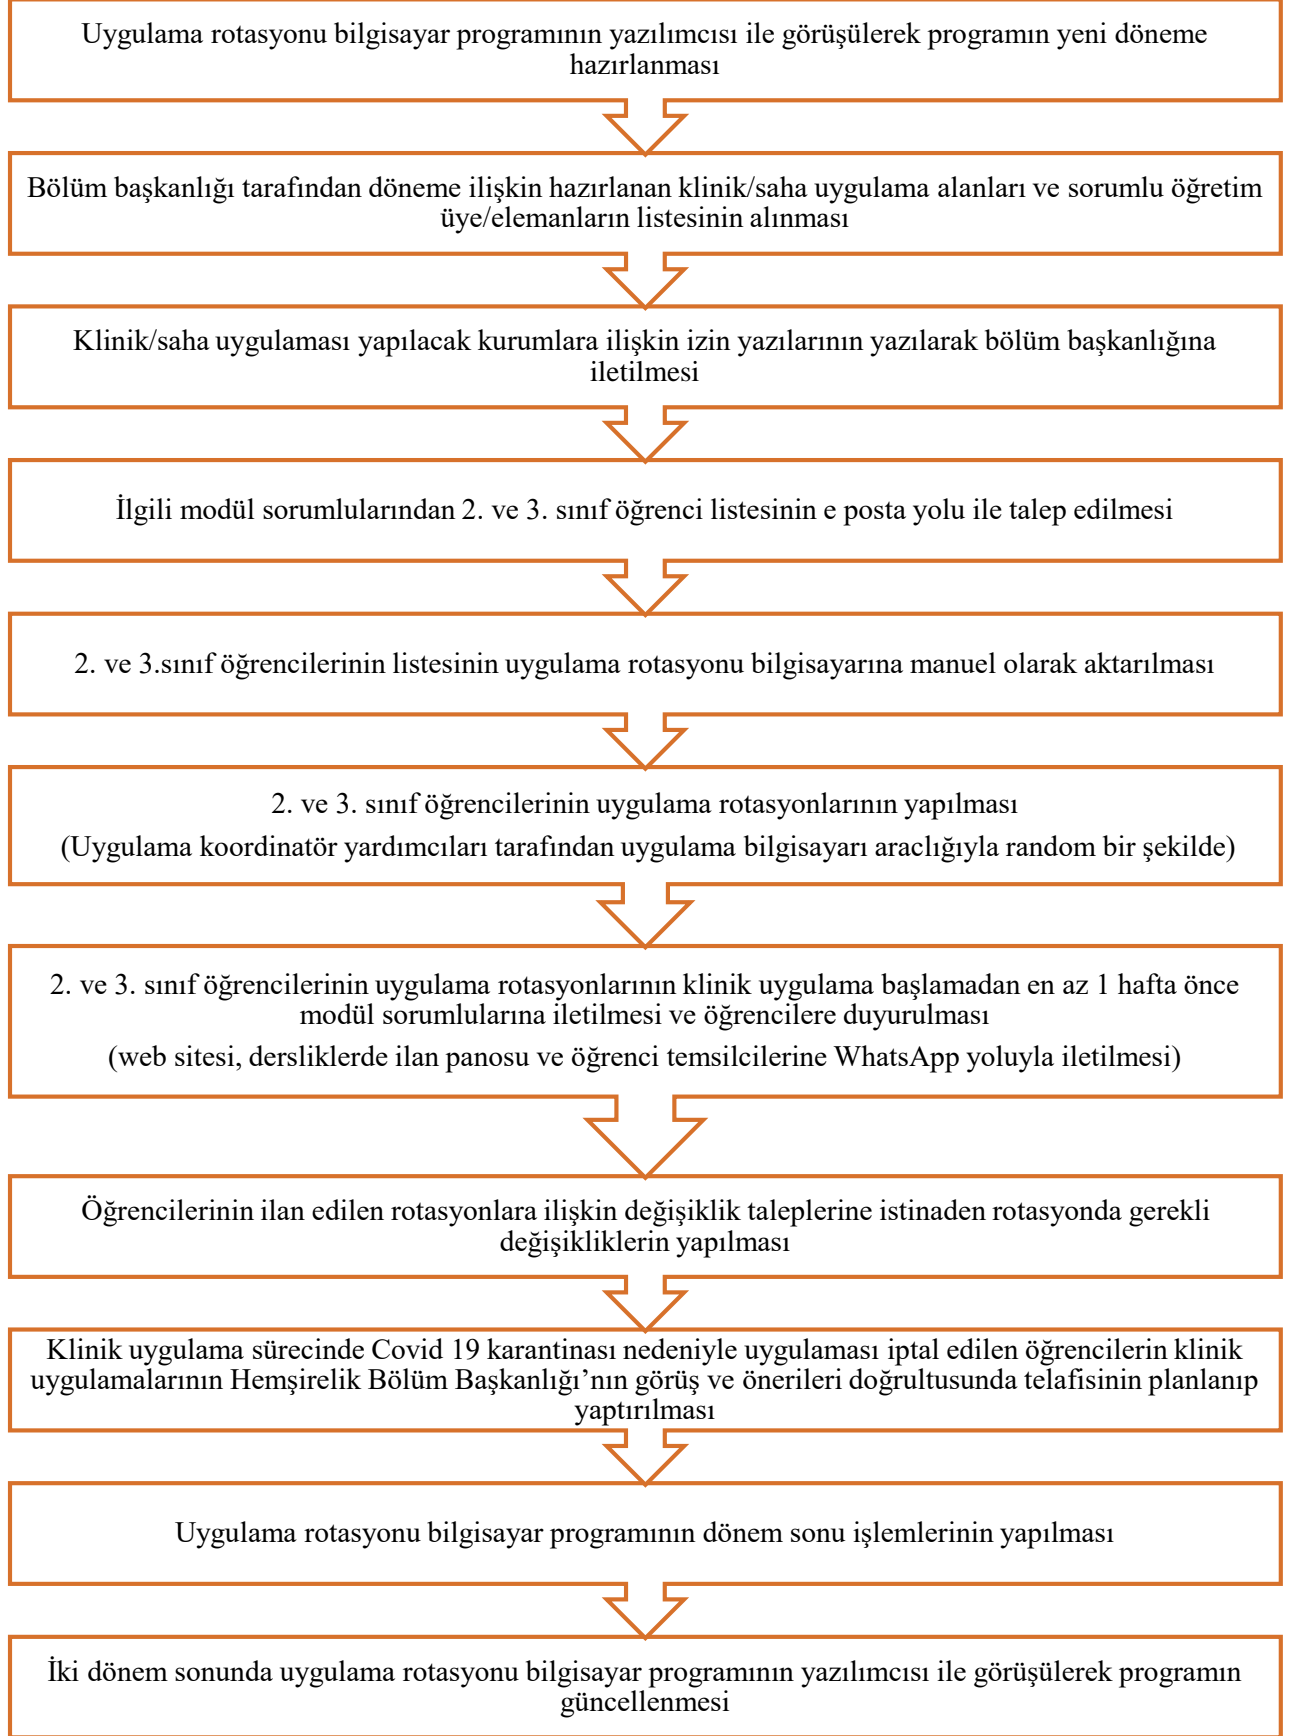 Uygulama rotasyonu bilgisayar programının yazılımcısı ile görüşülerek programın yeni döneme
hazırlanması
Bölüm başkanlığı tarafından döneme ilişkin hazırlanan klinik/saha uygulama alanları ve sorumlu öğretim
üye/elemanların listesinin alınması
Klinik/saha uygulaması yapılacak kurumlara ilişkin izin yazılarının yazılarak bölüm başkanlığına
iletilmesi
İlgili modül sorumlularından 2. ve 3. sınıf öğrenci listesinin e posta yolu ile talep edilmesi
2. ve 3.sınıf öğrencilerinin listesinin uygulama rotasyonu bilgisayarına manuel olarak aktarılması
2. ve 3. sınıf öğrencilerinin uygulama rotasyonlarının yapılması
(Uygulama koordinatör yardımcıları tarafından uygulama bilgisayarı araclığıyla random bir şekilde)
2. ve 3. sınıf öğrencilerinin uygulama rotasyonlarının klinik uygulama başlamadan en az 1 hafta önce
modül sorumlularına iletilmesi ve öğrencilere duyurulması
(web sitesi, dersliklerde ilan panosu ve öğrenci temsilcilerine WhatsApp yoluyla iletilmesi)
Öğrencilerinin ilan edilen rotasyonlara ilişkin değişiklik taleplerine istinaden rotasyonda gerekli
değişikliklerin yapılması
Klinik uygulama sürecinde Covid 19 karantinası nedeniyle uygulaması iptal edilen öğrencilerin klinik
uygulamalarının Hemşirelik Bölüm Başkanlığı’nın görüş ve önerileri doğrultusunda telafisinin planlanıp
yaptırılması
Uygulama rotasyonu bilgisayar programının dönem sonu işlemlerinin yapılması
İki dönem sonunda uygulama rotasyonu bilgisayar programının yazılımcısı ile görüşülerek programın
güncellenmesi